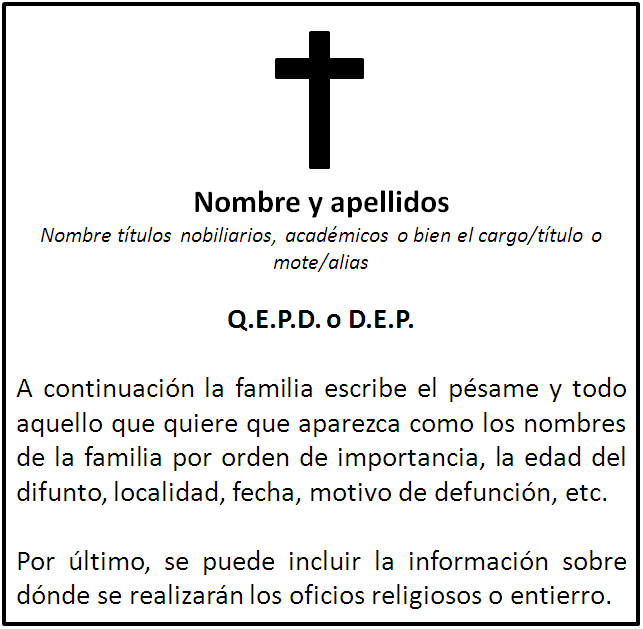 Nombre y apellidos
Nombre títulos nobiliarios, académicos o bien el cargo/título o
mote/alias
Q.E.P.D. o D.E.P.
A continuación la familia escribe el pésame y todo
aquello que quiere que aparezca como los nombres
de la familia por orden de importancia, la edad del
difunto, localidad, fecha, motivo de defunción, etc.
Por último, se puede incluir la información sobre
dónde se realizarán los oficios religiosos o entierro.